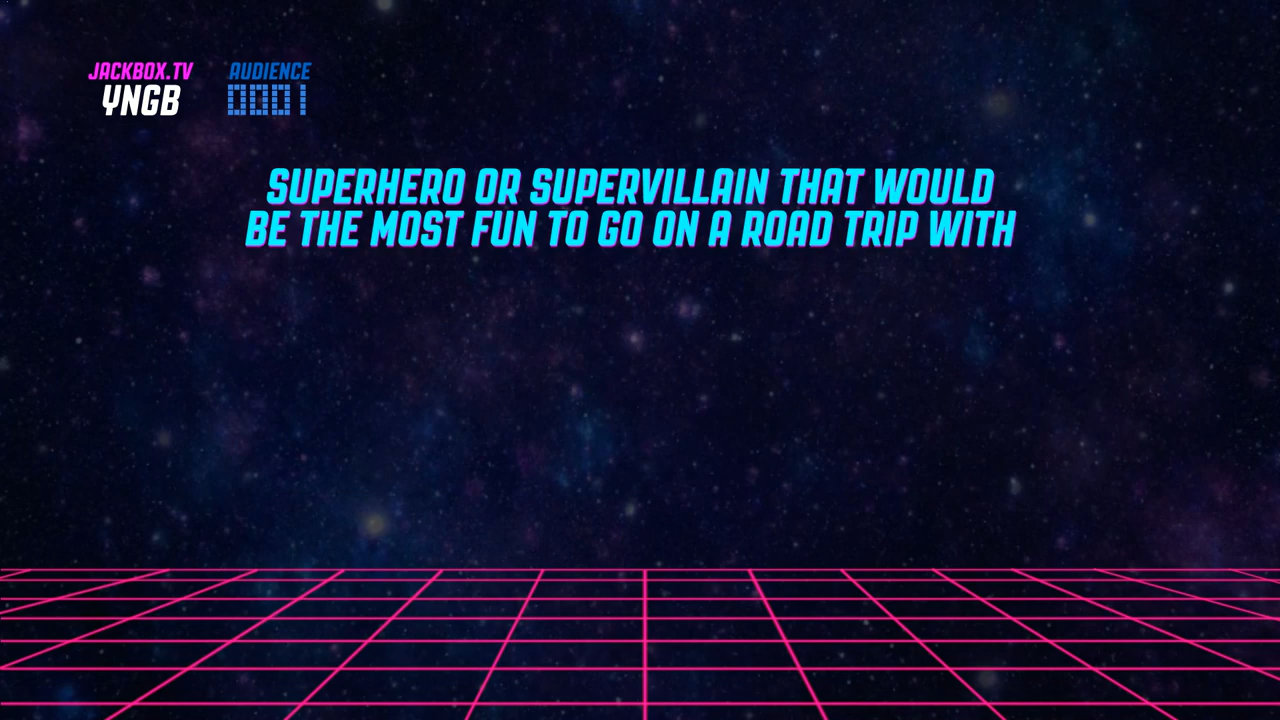 JACKBOX.TV
YNGB
AUDIENCE
0001
SUPERHERO OR SUPERVILLAIN THAT WOULD
BE THE MOST FUN TO GO ON A ROAD TRIP WITH